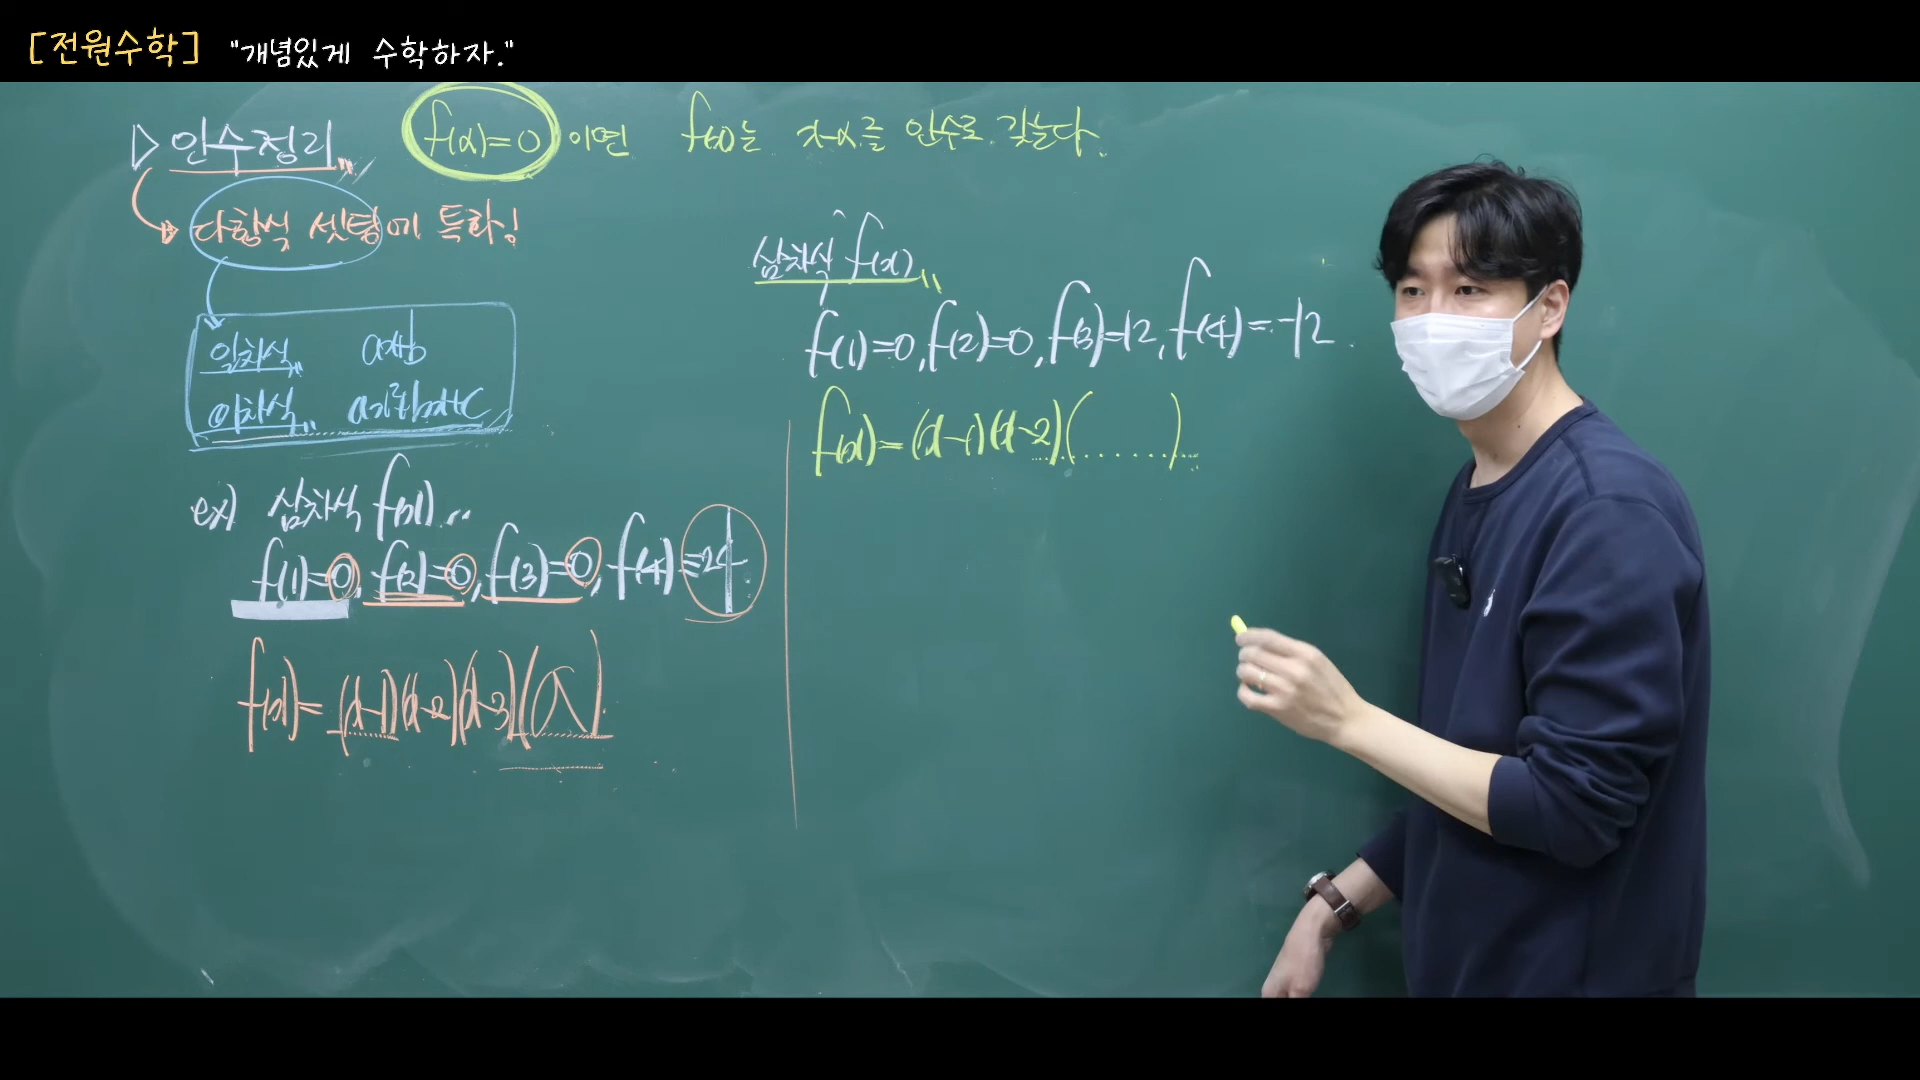 [전원수학] "개념있게 수학하자."
▷ 인수정리
f(α)=0 이면 f(x)는 x-α를 인수로 갖는다.
다항식 셋팅에 특화!
일차식 ax+b
이차식 ax²+bx+c
ex) 삼차식 f(x)
f(1)=0, f(2)=0, f(3)=0, f(4)=24
f(x)=(x-1)(x-2)(x-3)(a)
삼차식 f(x)
f(1)=0, f(2)=0, f(3)=12, f(4)=-12.
f(x)=(x-1)(x-2)( )